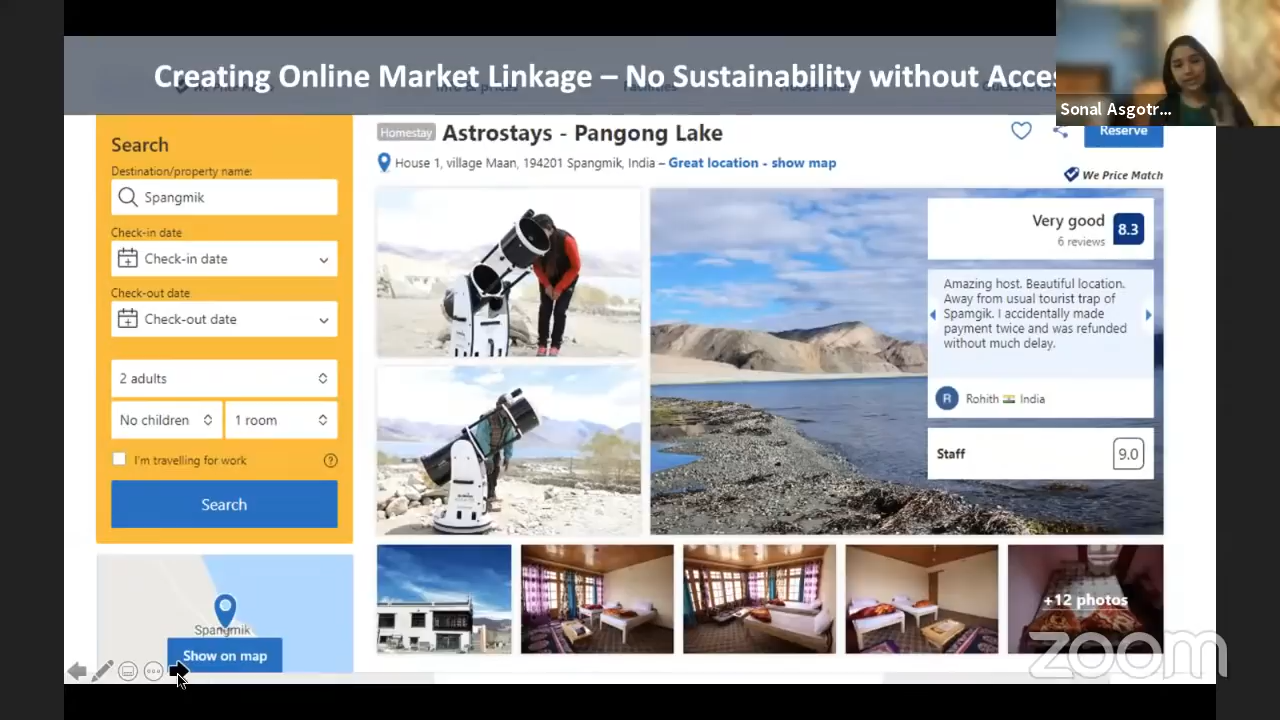 Creating Online Market Linkage – No Sustainability without Acces
Sonal Asgotr...
Search
Destination/property name:
Spangmik
Check-in date
Check-in date
Check-out date
Check-out date
2 adults
No children
1 room
I'm travelling for work
?
Search
Spangmik
Show on map
Homestay
Astrostays - Pangong Lake
Reserve
House 1, village Maan, 194201 Spangmik, India – Great location - show map
We Price Match
Very good
6 reviews
8.3
Amazing host. Beautiful location.
Away from usual tourist trap of
Spamgik. I accidentally made
payment twice and was refunded
without much delay.
R
Rohith
India
Staff
9.0
+12 photos
zoom